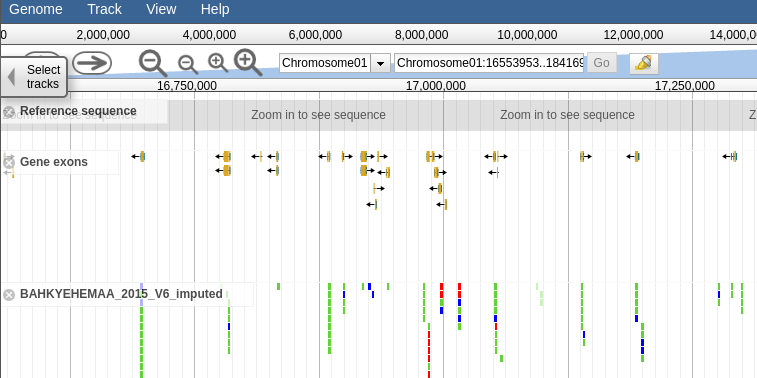 Genome Track View Help
0 2,000,000 4,000,000 6,000,000 8,000,000 10,000,000 12,000,000 14,000,0
Chromosome01 Chromosome01:16553953..184169 Go
Select
tracks
16,750,000 17,000,000 17,250,000
Reference sequence
Zoom in to see sequence Zoom in to see sequence Z
Gene exons
BAHKYEHEMAA_2015_V6_imputed